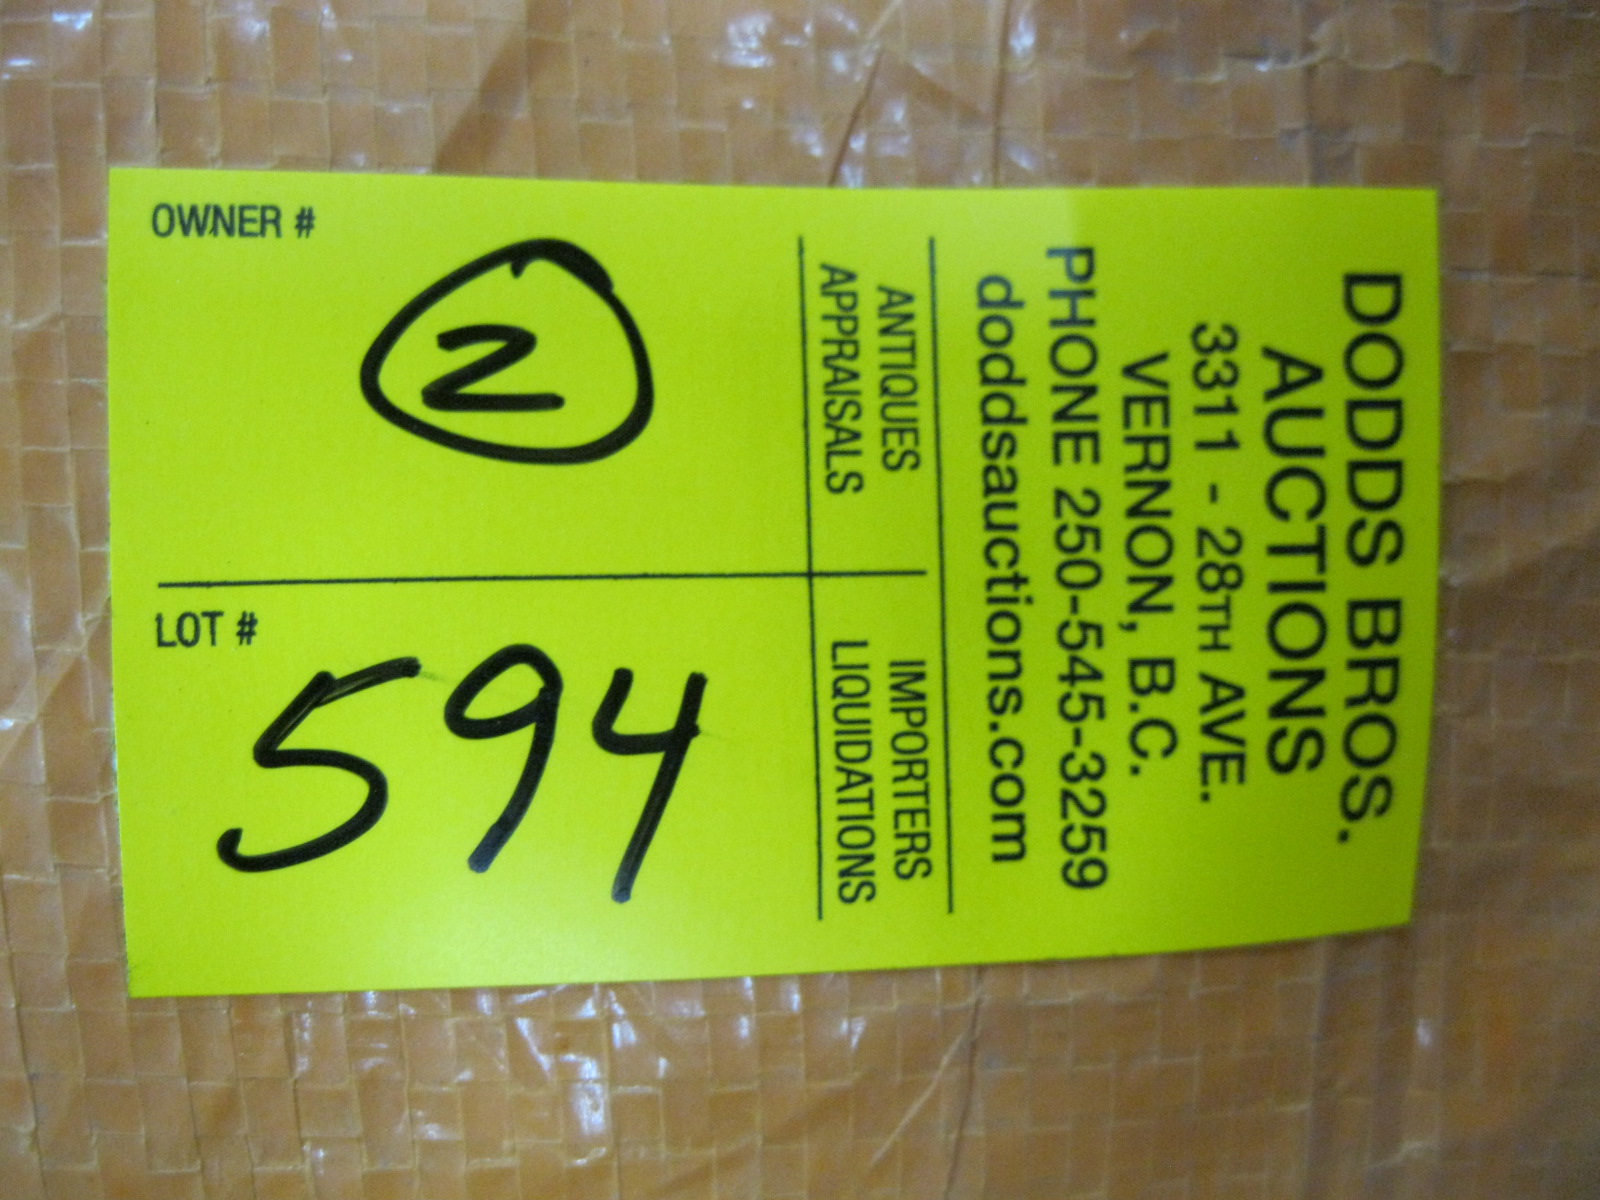 DODDS BROS.
AUCTIONS
3311 - 28TH AVE.
VERNON, B.C.
PHONE 250-545-3259
doddsauctions.com
ANTIQUES
APPRAISALS
IMPORTERS
LIQUIDATIONS
OWNER #
2
LOT #
594